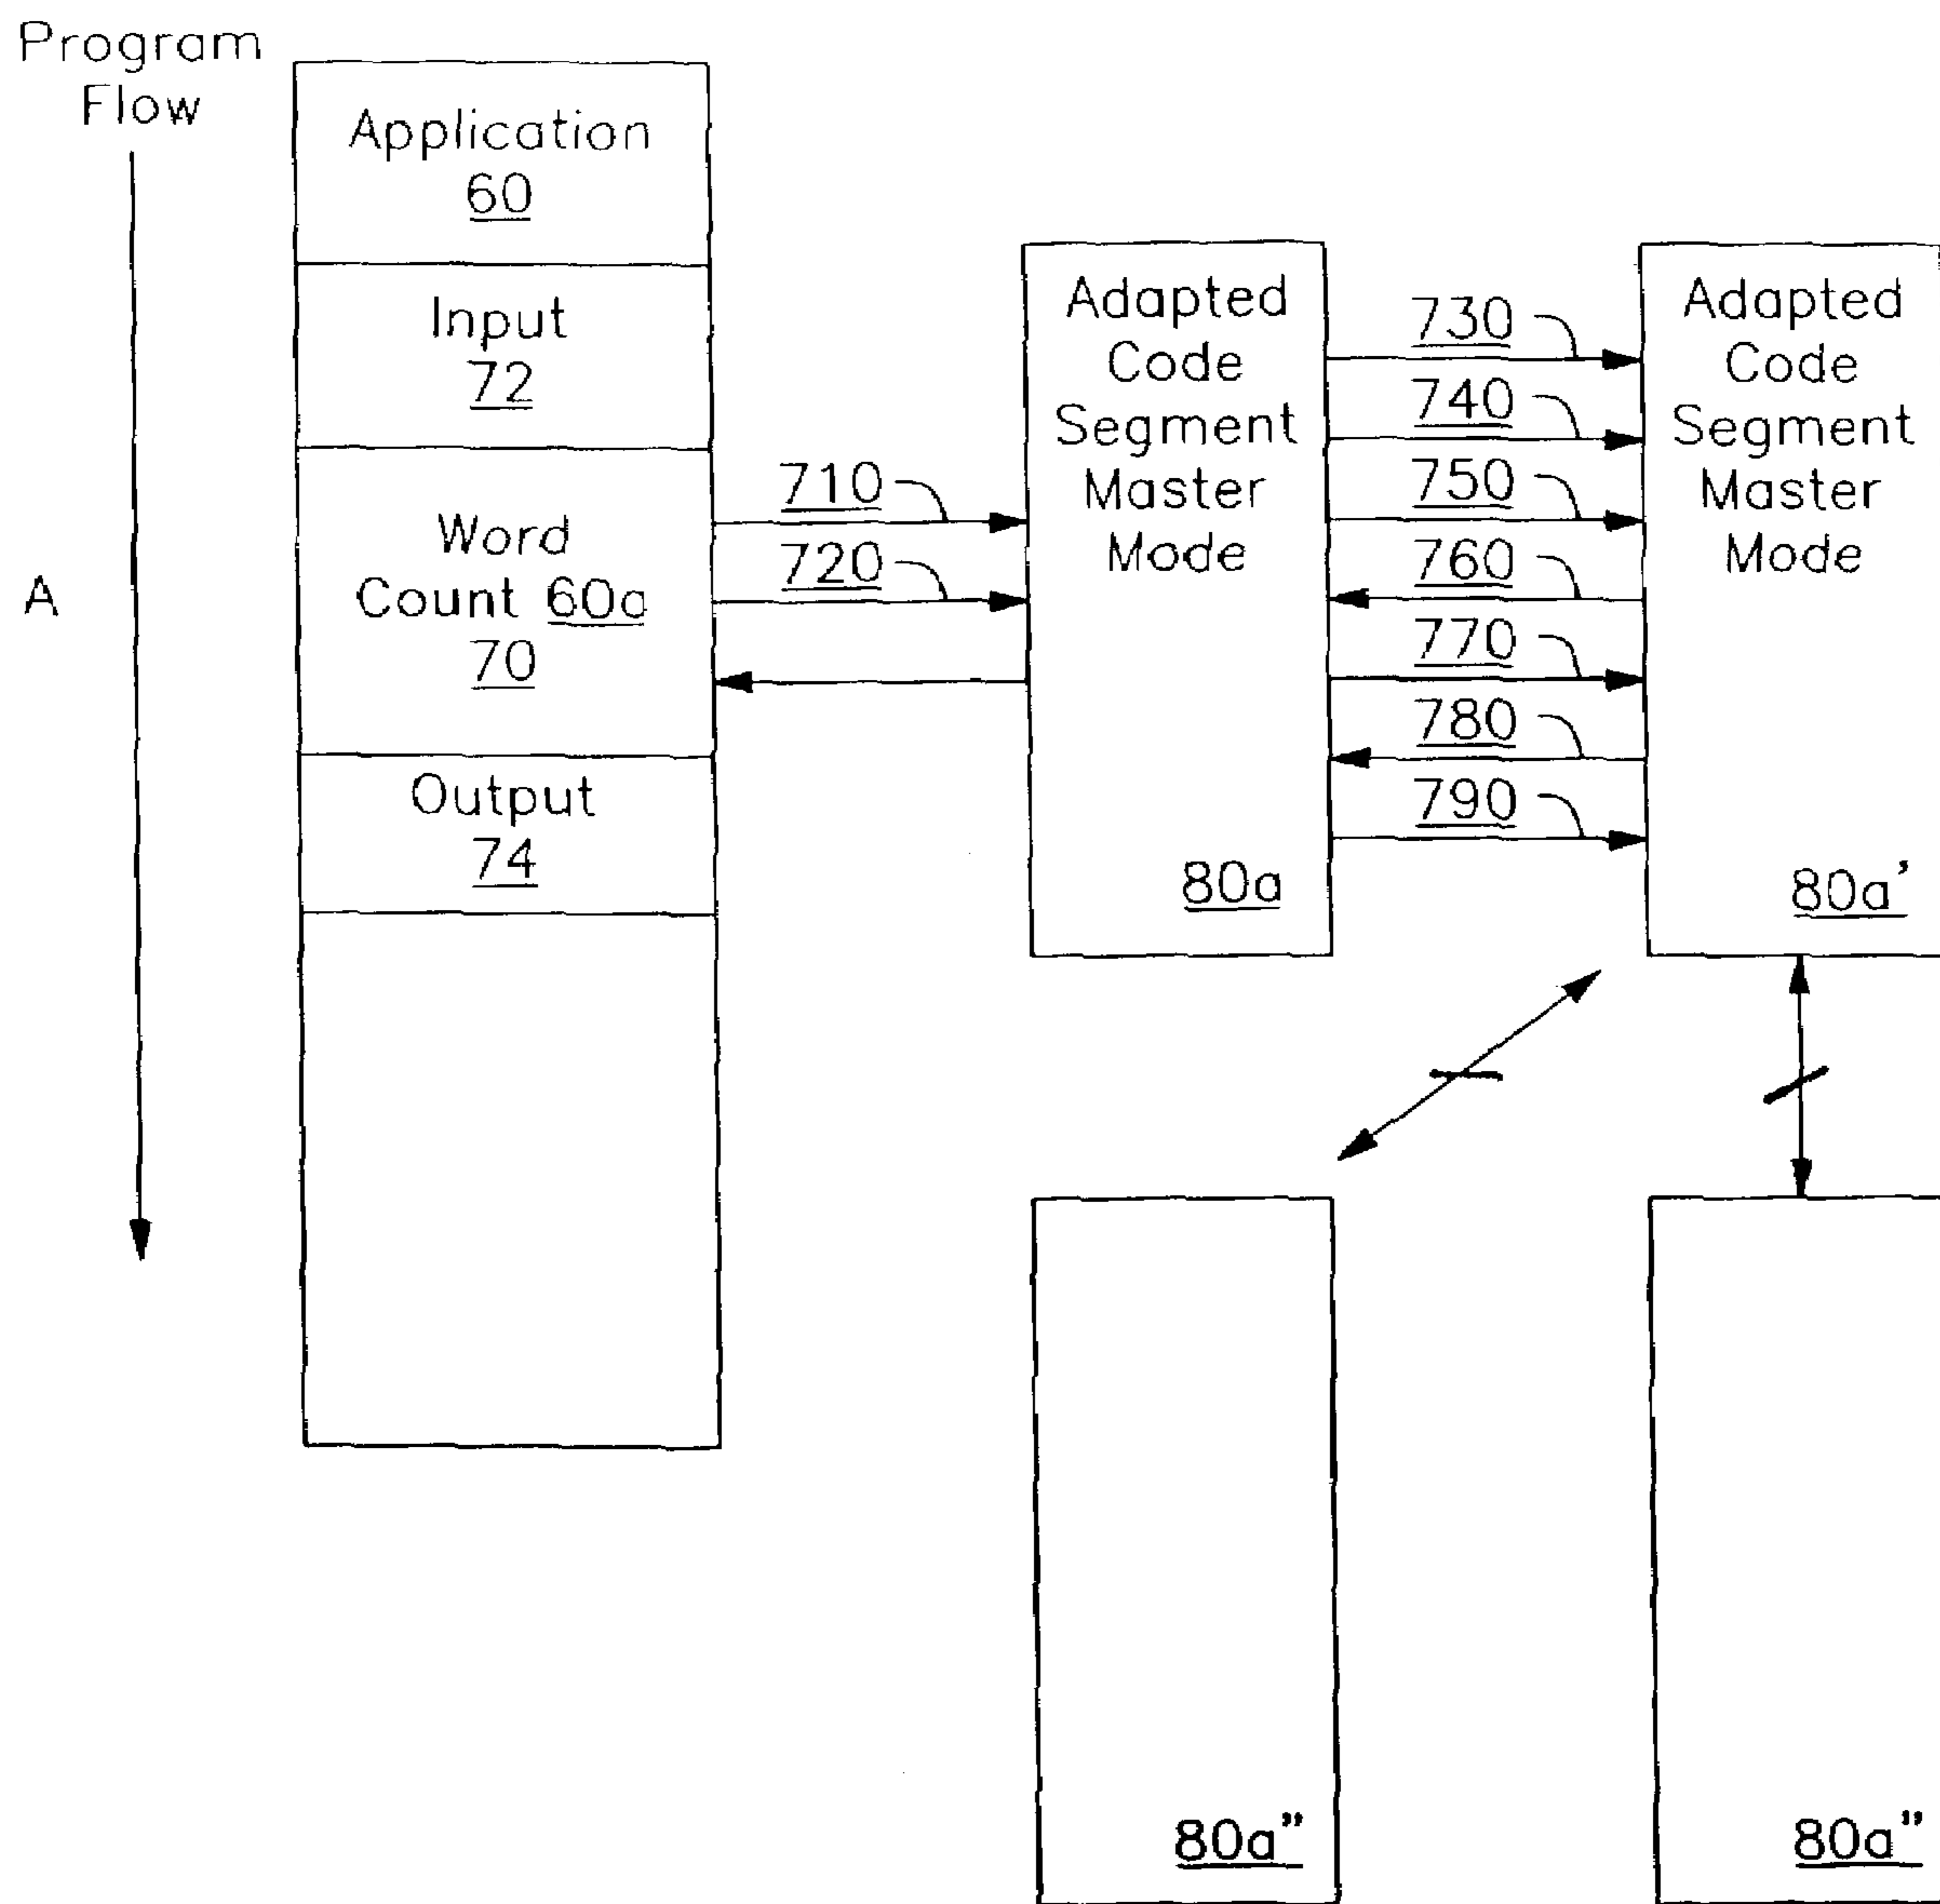 Program
Flow
A
Application
60
Input
72
Word
Count 60a
70
Output
74
710
720
Adapted
Code
Segment
Master
Mode
80a
730
740
750
760
770
780
790
Adapted
Code
Segment
Master
Mode
80a'
80a"
80a"